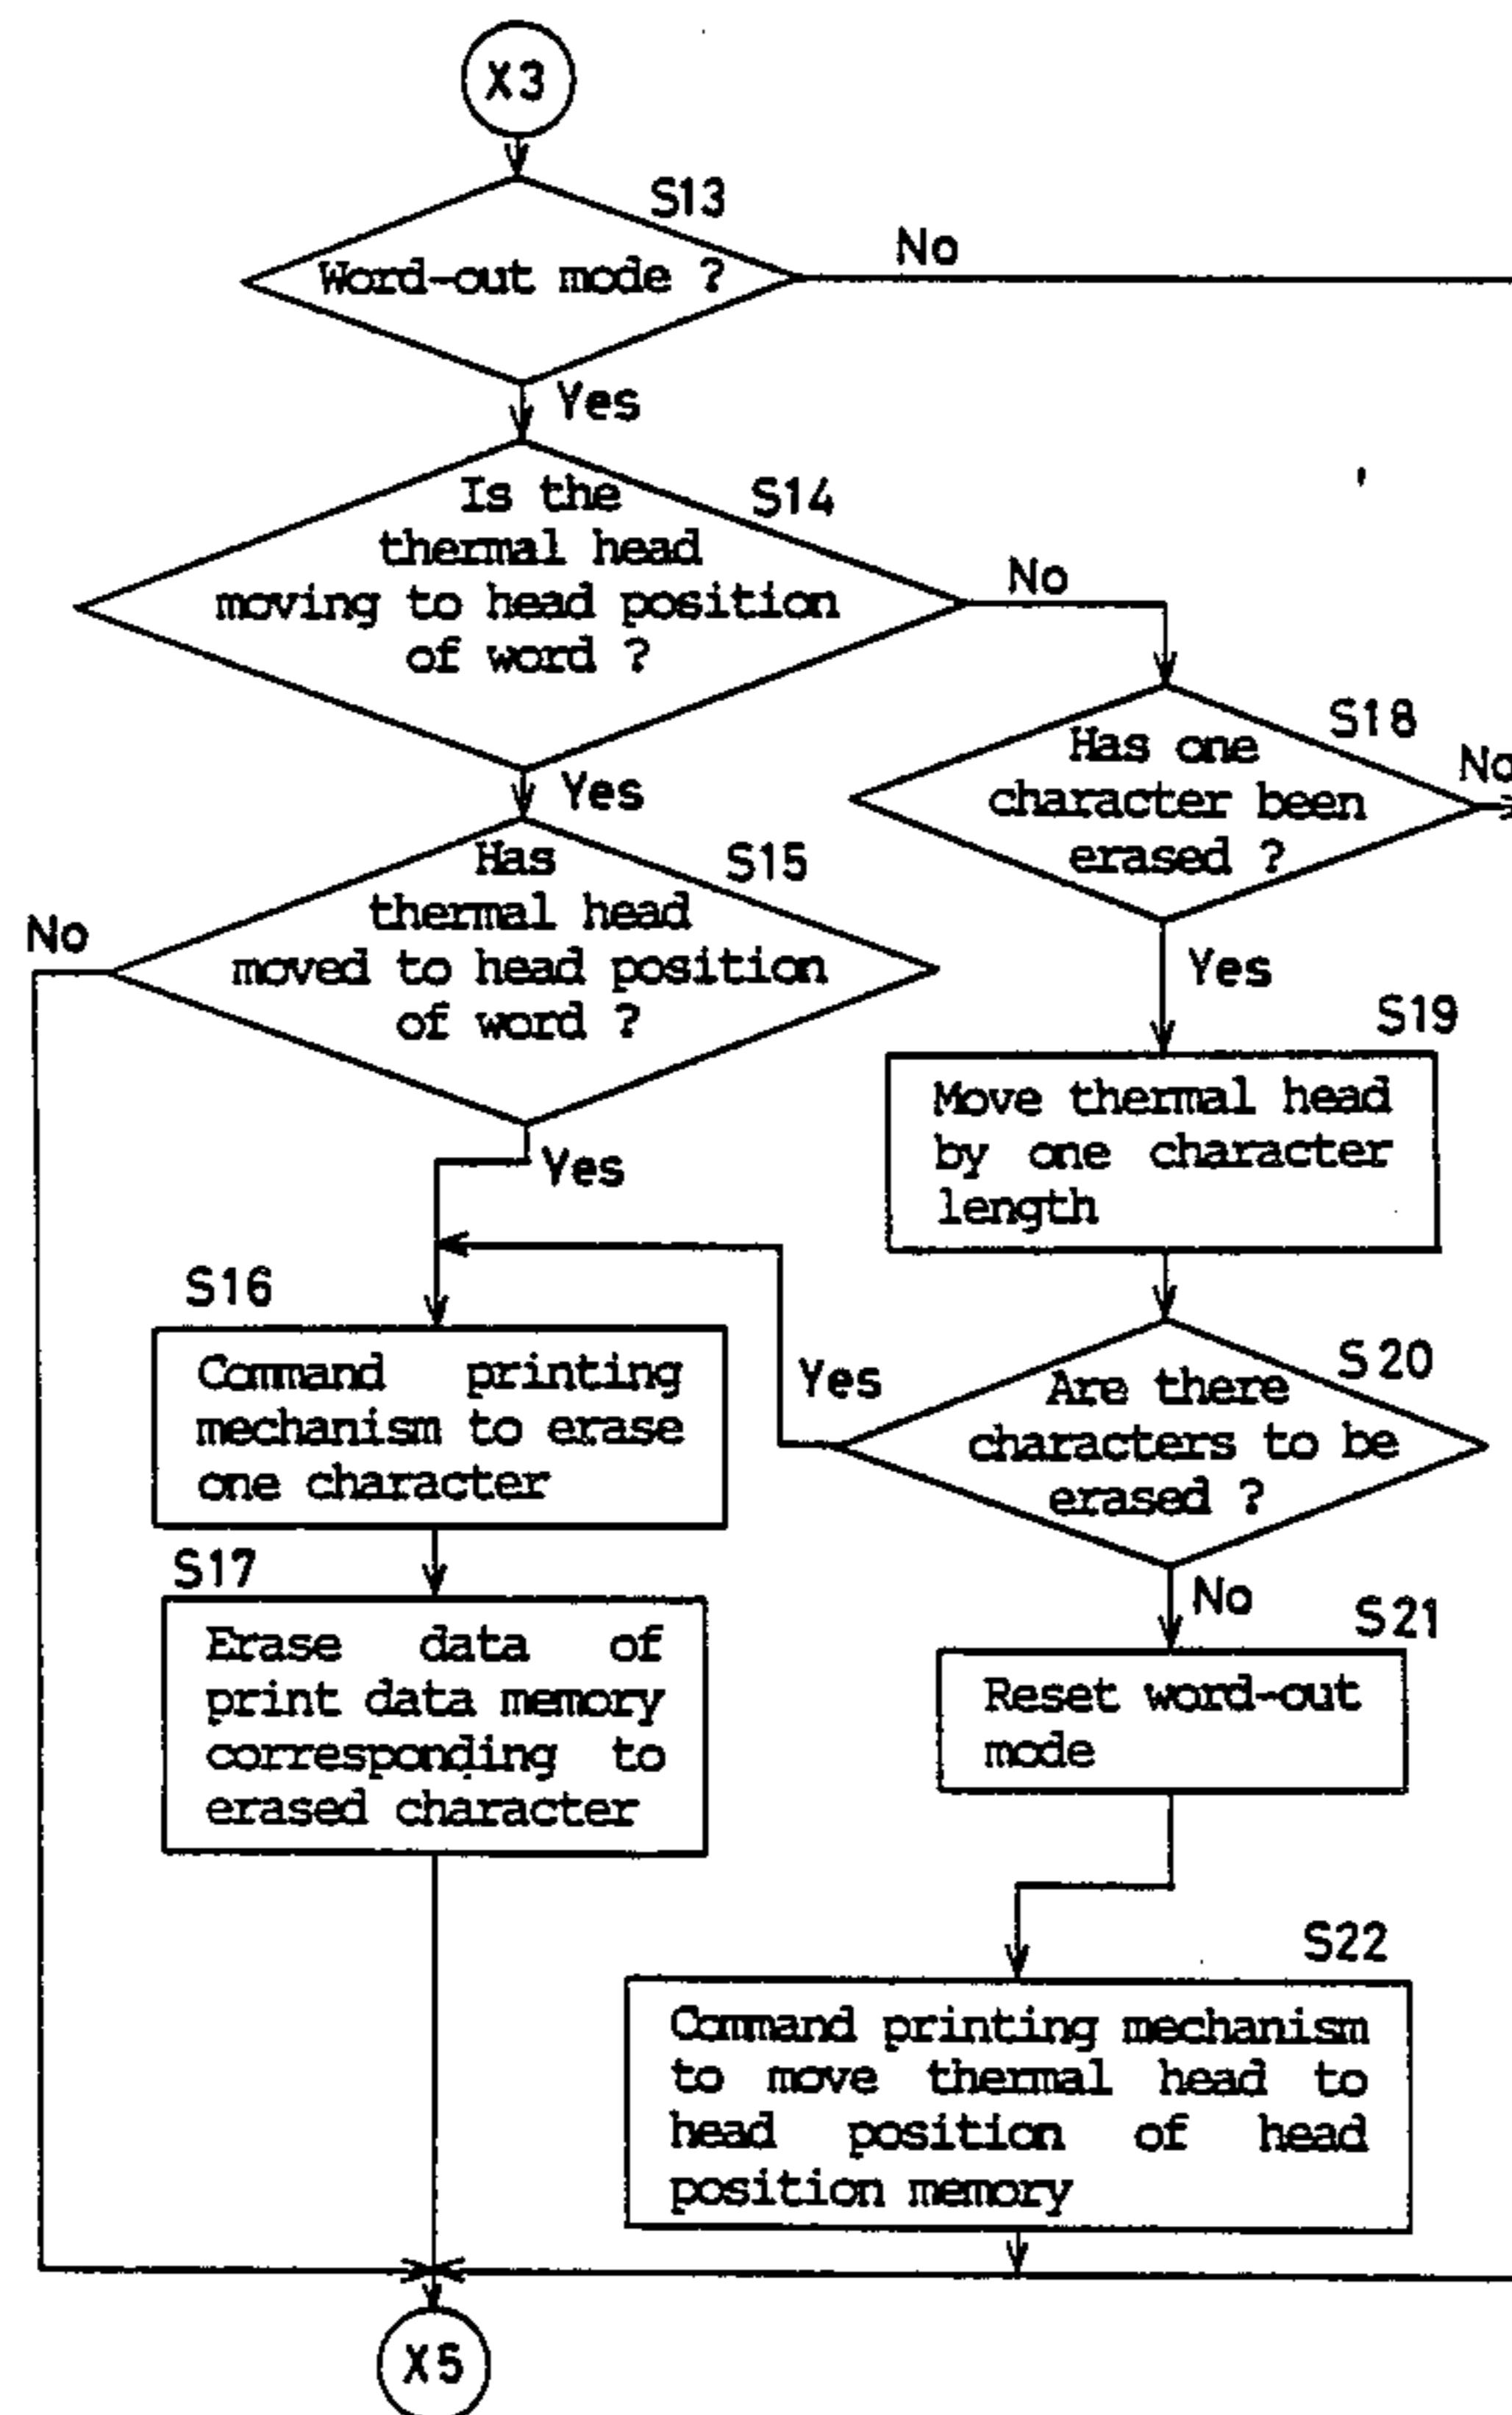 X3
S13
Word-out mode ?
No
Yes
Is the
thermal head
moving to head position
of word ?
S14
No
Yes
Has
thermal head
moved to head position
of word ?
S15
No
Yes
S18
Has one
character been
erased ?
No
Yes
S19
Move thermal head
by one character
length
S16
Command printing
mechanism to erase
one character
S20
Are there
characters to be
erased ?
Yes
No
S17
Erase data of
print data memory
corresponding to
erased character
S21
Reset word-out
mode
S22
Command printing mechanism
to move thermal head to
head position of head
position memory
X5